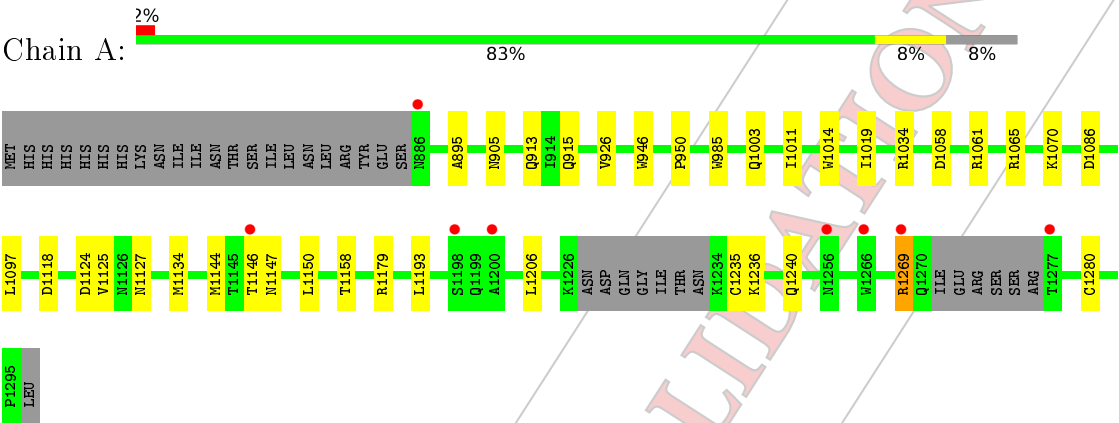 2%
Chain A:
83% 8% 8%
MET HIS HIS HIS HIS HIS HIS LYS ASN ILE ILE ASN THR SER ILE LEU ASN LEU ARG TYR GLU SER N886 A895 N905 Q913 I914 Q915 V926 W946 P950 W985 Q1003 I1011 W1014 I1019 R1034 D1058 R1061 R1065 K1070 D1086
L1097 D1118 D1124 V1125 N1126 N1127 M1134 M1144 T1145 T1146 N1147 L1150 T1158 R1179 L1193 S1198 Q1199 A1200 L1206 K1226 ASN ASP GLN GLY ILE THR ASN K1234 C1235 K1236 Q1240 N1256 W1266 R1269 Q1270 ILE GLU ARG SER SER ARG T1277 C1280
P1295 LEU